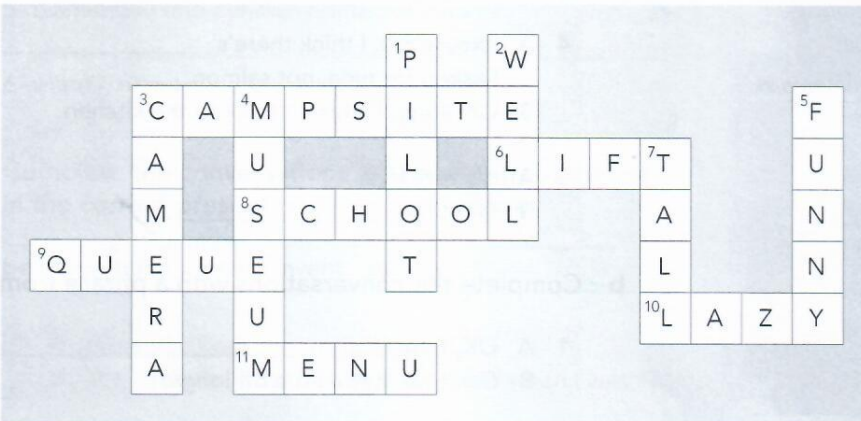 1P 2W
3C A 4M P S I T E 5F
A U L 6L I F 7T U
M 8S C H O O L A N
9Q U E U E T L N
R U 10L A Z Y
A 11M E N U